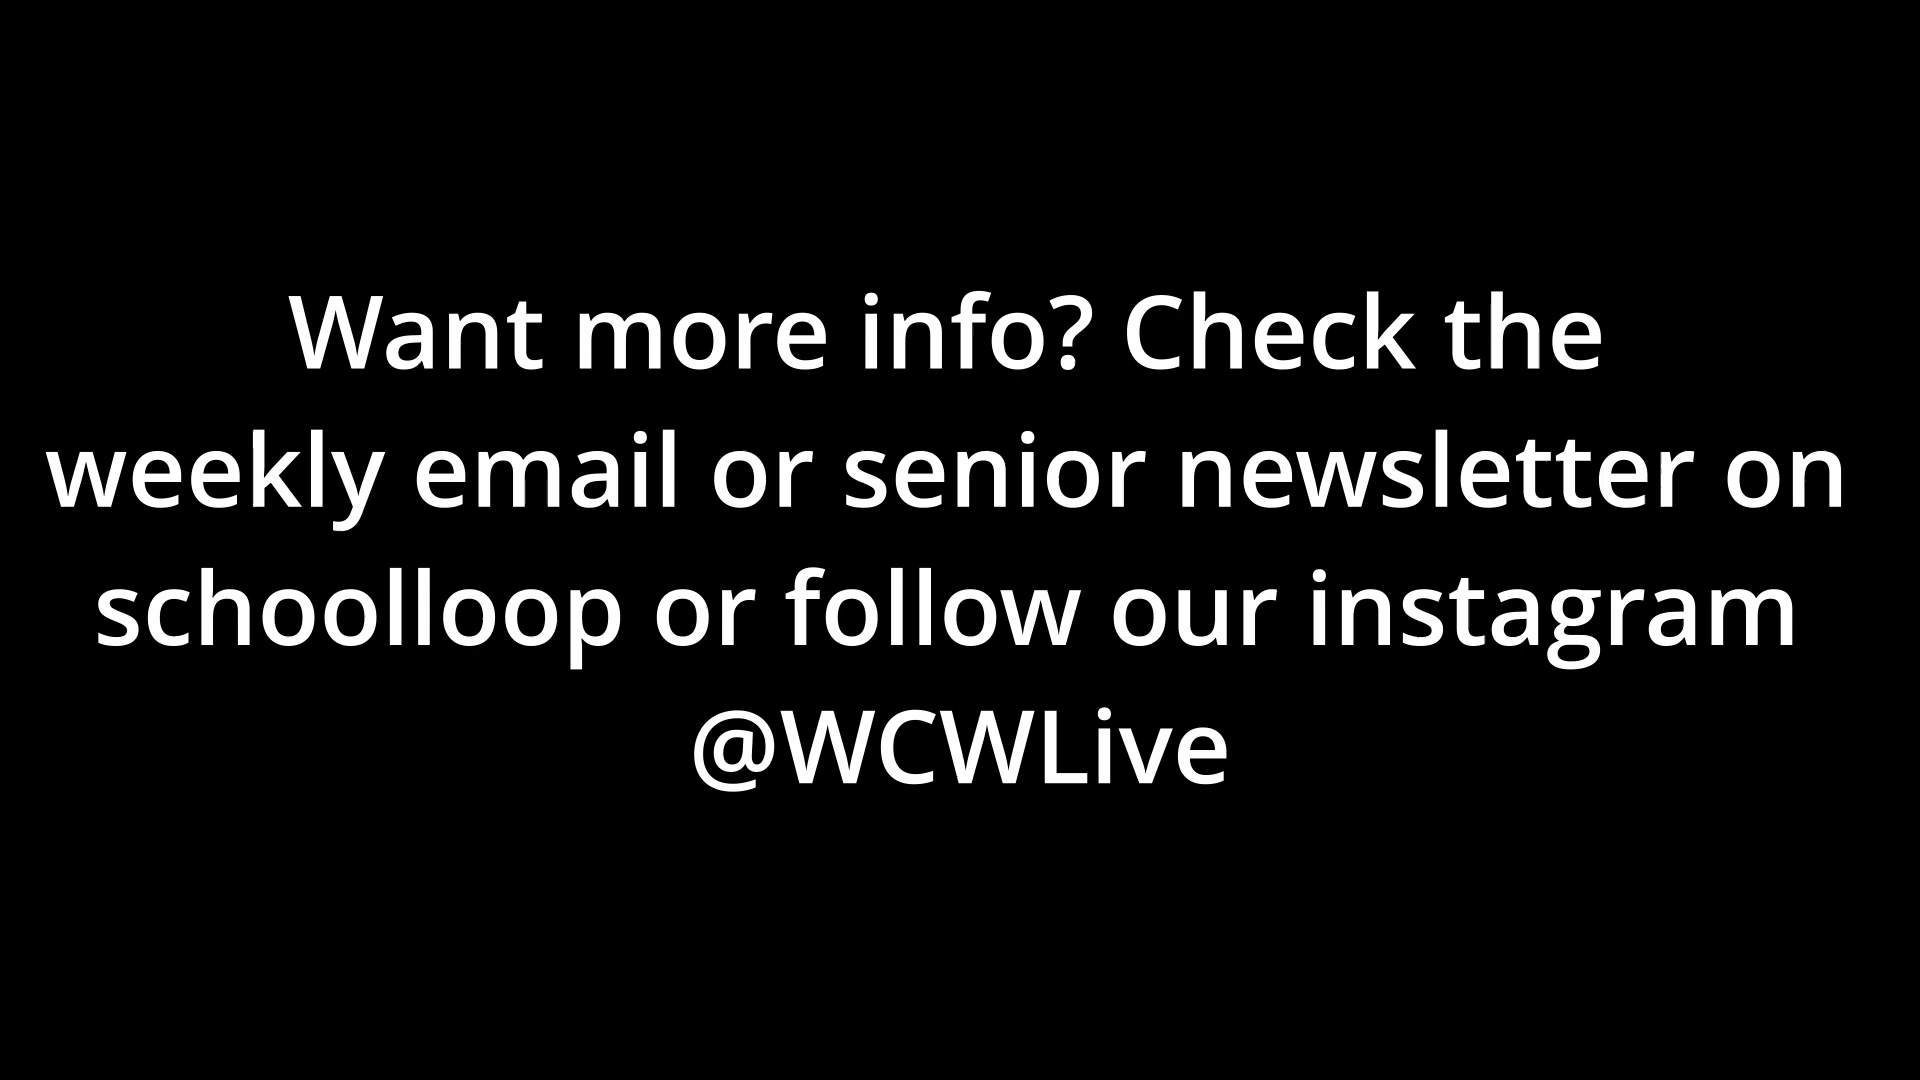 Want more info? Check the
weekly email or senior newsletter on
schoolloop or follow our instagram
@WCWLive